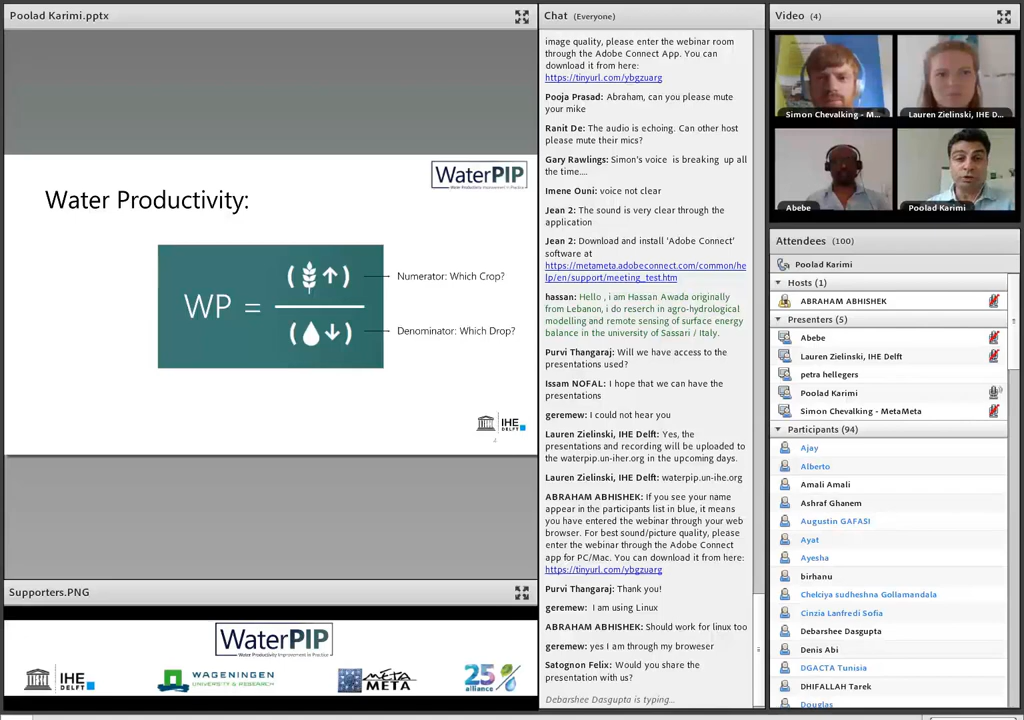 Poolad Karimi.pptx
WaterPIP
Water Productivity Improvement in Practice
Water Productivity:
WP =
Numerator: Which Crop?
Denominator: Which Drop?
IHE
DELFT
4
Supporters.PNG
WaterPIP
Water Productivity Improvement in Practice
IHE
DELFT
WAGENINGEN
UNIVERSITY & RESEARCH
META
META
25
alliance
Chat (Everyone)
image quality, please enter the webinar room
through the Adobe Connect App. You can
download it from here:
https://tinyurl.com/ybgzuarg
Pooja Prasad: Abraham, can you please mute
your mike
Ranit De: The audio is echoing. Can other host
please mute their mics?
Gary Rawlings: Simon's voice is breaking up all
the time....
Imene Ouni: voice not clear
Jean 2: The sound is very clear through the
application
Jean 2: Download and install 'Adobe Connect'
software at
https://metameta.adobeconnect.com/common/he
lp/en/support/meeting_test.htm
hassan: Hello , i am Hassan Awada originally
from Lebanon, i do reserch in agro-hydrological
modelling and remote sensing of surface energy
balance in the university of Sassari / Italy.
Purvi Thangaraj: Will we have access to the
presentations used?
Issam NOFAL: I hope that we can have the
presentations
geremew: I could not hear you
Lauren Zielinski, IHE Delft: Yes, the
presentations and recording will be uploaded to
the waterpip.un-iher.org in the upcoming days.
Lauren Zielinski, IHE Delft: waterpip.un-ihe.org
ABRAHAM ABHISHEK: If you see your name
appear in the participants list in blue, it means
you have entered the webinar through your web
browser. For best sound/picture quality, please
enter the webinar through the Adobe Connect
app for PC/Mac. You can download it from here:
https://tinyurl.com/ybgzuarg
Purvi Thangaraj: Thank you!
geremew: I am using Linux
ABRAHAM ABHISHEK: Should work for linux too
geremew: yes I am through my broweser
Satognon Felix: Would you share the
presentation with us?
Debarshee Dasgupta is typing...
Video (4)
Simon Chevalking - M...
Lauren Zielinski, IHE D...
Abebe
Poolad Karimi
Attendees (100)
Poolad Karimi
Hosts (1)
ABRAHAM ABHISHEK
Presenters (5)
Abebe
Lauren Zielinski, IHE Delft
petra hellegers
Poolad Karimi
Simon Chevalking - MetaMeta
Participants (94)
Ajay
Alberto
Amali Amali
Ashraf Ghanem
Augustin GAFASI
Ayat
Ayesha
birhanu
Chelciya sudheshna Gollamandala
Cinzia Lanfredi Sofia
Debarshee Dasgupta
Denis Abi
DGACTA Tunisia
DHIFALLAH Tarek
Douglas